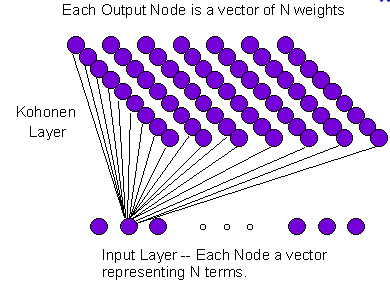 Each Output Node is a vector of N weights
Kohonen
Layer
Input Layer -- Each Node a vector
representing N terms.